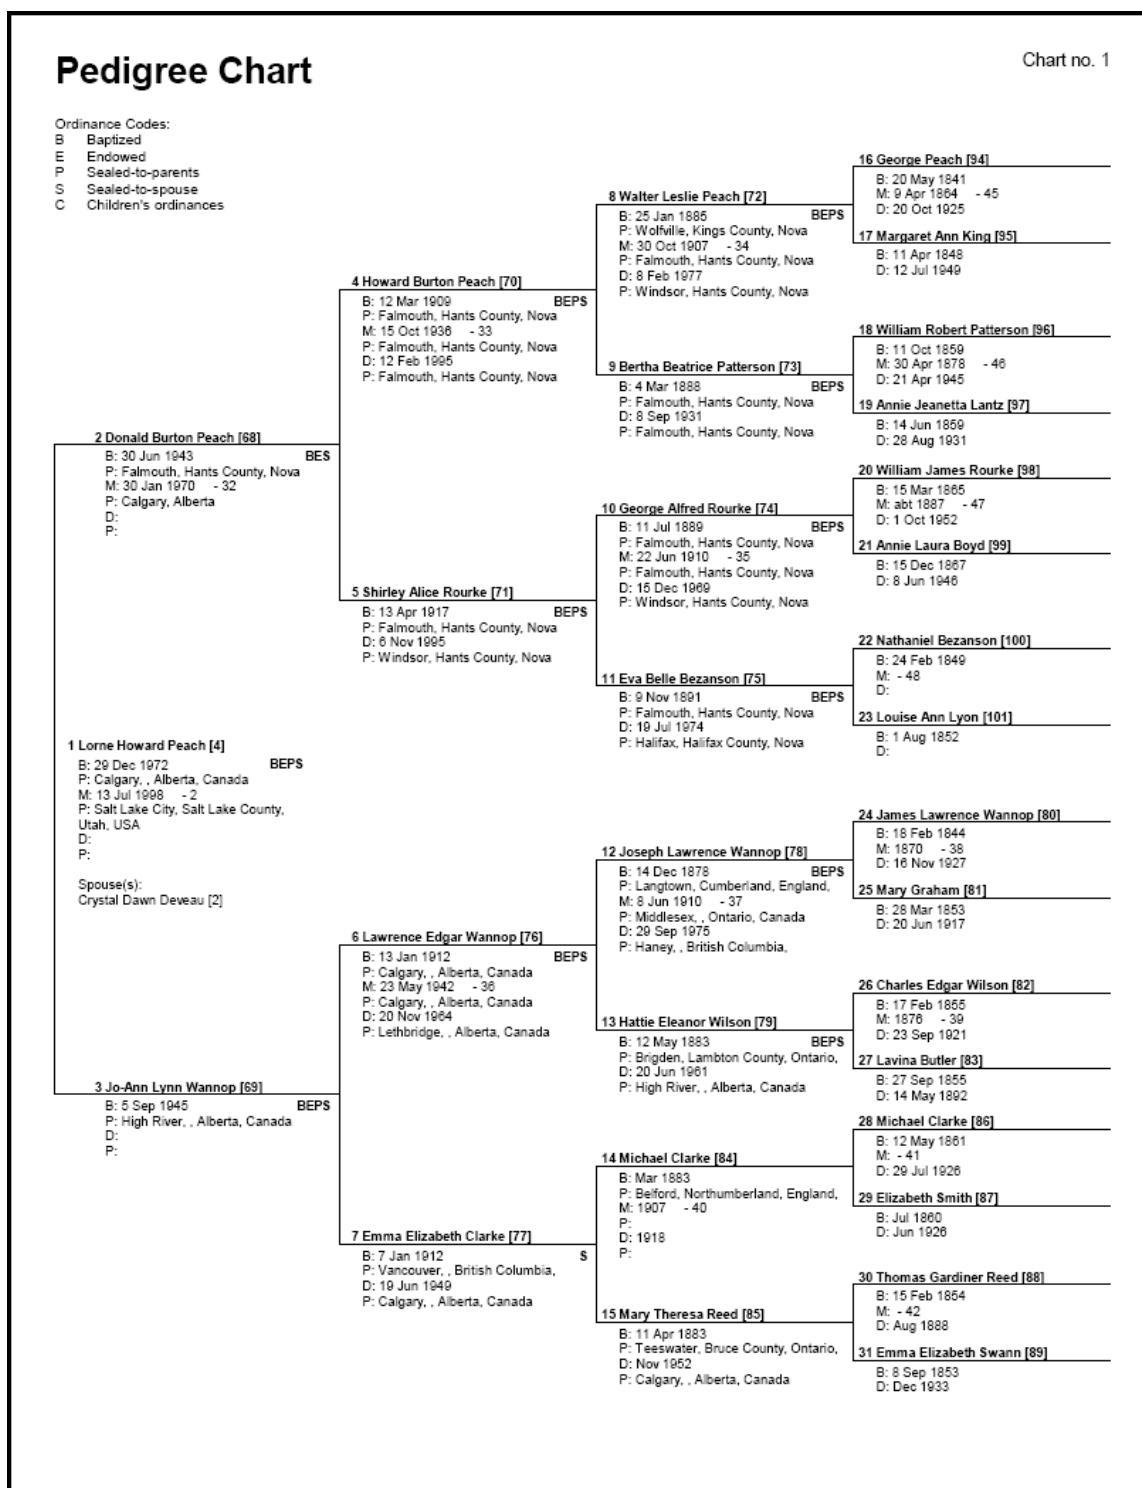 Pedigree Chart
Chart no. 1
Ordinance Codes:
B Baptized
E Endowed
P Sealed-to-parents
S Sealed-to-spouse
C Children's ordinances
1 Lorne Howard Peach [4]
B: 29 Dec 1972 BEPS
P: Calgary, , Alberta, Canada
M: 13 Jul 1998 - 2
P: Salt Lake City, Salt Lake County,
Utah, USA
D:
P:
Spouse(s):
Crystal Dawn Deveau [2]
2 Donald Burton Peach [68]
B: 30 Jun 1943 BES
P: Falmouth, Hants County, Nova
M: 30 Jan 1970 - 32
P: Calgary, Alberta
D:
P:
3 Jo-Ann Lynn Wannop [69]
B: 5 Sep 1945 BEPS
P: High River, , Alberta, Canada
D:
P:
4 Howard Burton Peach [70]
B: 12 Mar 1909 BEPS
P: Falmouth, Hants County, Nova
M: 15 Oct 1936 - 33
P: Falmouth, Hants County, Nova
D: 12 Feb 1995
P: Falmouth, Hants County, Nova
5 Shirley Alice Rourke [71]
B: 13 Apr 1917 BEPS
P: Falmouth, Hants County, Nova
D: 6 Nov 1995
P: Windsor, Hants County, Nova
6 Lawrence Edgar Wannop [76]
B: 13 Jan 1912 BEPS
P: Calgary, , Alberta, Canada
M: 23 May 1942 - 36
P: Calgary, , Alberta, Canada
D: 20 Nov 1964
P: Lethbridge, , Alberta, Canada
7 Emma Elizabeth Clarke [77]
B: 7 Jan 1912 S
P: Vancouver, , British Columbia,
D: 19 Jun 1949
P: Calgary, , Alberta, Canada
8 Walter Leslie Peach [72]
B: 25 Jan 1885 BEPS
P: Wolfville, Kings County, Nova
M: 30 Oct 1907 - 34
P: Falmouth, Hants County, Nova
D: 8 Feb 1977
P: Windsor, Hants County, Nova
9 Bertha Beatrice Patterson [73]
B: 4 Mar 1888 BEPS
P: Falmouth, Hants County, Nova
D: 8 Sep 1931
P: Falmouth, Hants County, Nova
10 George Alfred Rourke [74]
B: 11 Jul 1889 BEPS
P: Falmouth, Hants County, Nova
M: 22 Jun 1910 - 35
P: Falmouth, Hants County, Nova
D: 15 Dec 1969
P: Windsor, Hants County, Nova
11 Eva Belle Bezanson [75]
B: 9 Nov 1891 BEPS
P: Falmouth, Hants County, Nova
D: 19 Jul 1974
P: Halifax, Halifax County, Nova
12 Joseph Lawrence Wannop [78]
B: 14 Dec 1878 BEPS
P: Langtown, Cumberland, England,
M: 8 Jun 1910 - 37
P: Middlesex, , Ontario, Canada
D: 29 Sep 1975
P: Haney, , British Columbia,
13 Hattie Eleanor Wilson [79]
B: 12 May 1883 BEPS
P: Brigden, Lambton County, Ontario,
D: 20 Jun 1961
P: High River, , Alberta, Canada
14 Michael Clarke [84]
B: Mar 1883
P: Belford, Northumberland, England,
M: 1907 - 40
P:
D: 1918
P:
15 Mary Theresa Reed [85]
B: 11 Apr 1883
P: Teeswater, Bruce County, Ontario,
D: Nov 1952
P: Calgary, , Alberta, Canada
16 George Peach [94]
B: 20 May 1841
M: 9 Apr 1864 - 45
D: 20 Oct 1925
17 Margaret Ann King [95]
B: 11 Apr 1848
D: 12 Jul 1949
18 William Robert Patterson [96]
B: 11 Oct 1859
M: 30 Apr 1878 - 46
D: 21 Apr 1945
19 Annie Jeanetta Lantz [97]
B: 14 Jun 1859
D: 28 Aug 1931
20 William James Rourke [98]
B: 15 Mar 1865
M: abt 1887 - 47
D: 1 Oct 1952
21 Annie Laura Boyd [99]
B: 15 Dec 1867
D: 8 Jun 1946
22 Nathaniel Bezanson [100]
B: 24 Feb 1849
M: - 48
D:
23 Louise Ann Lyon [101]
B: 1 Aug 1852
D:
24 James Lawrence Wannop [80]
B: 18 Feb 1844
M: 1870 - 38
D: 16 Nov 1927
25 Mary Graham [81]
B: 28 Mar 1853
D: 20 Jun 1917
26 Charles Edgar Wilson [82]
B: 17 Feb 1855
M: 1876 - 39
D: 23 Sep 1921
27 Lavina Butler [83]
B: 27 Sep 1855
D: 14 May 1892
28 Michael Clarke [86]
B: 12 May 1861
M: - 41
D: 29 Jul 1926
29 Elizabeth Smith [87]
B: Jul 1860
D: Jun 1926
30 Thomas Gardiner Reed [88]
B: 15 Feb 1854
M: - 42
D: Aug 1888
31 Emma Elizabeth Swann [89]
B: 8 Sep 1853
D: Dec 1933